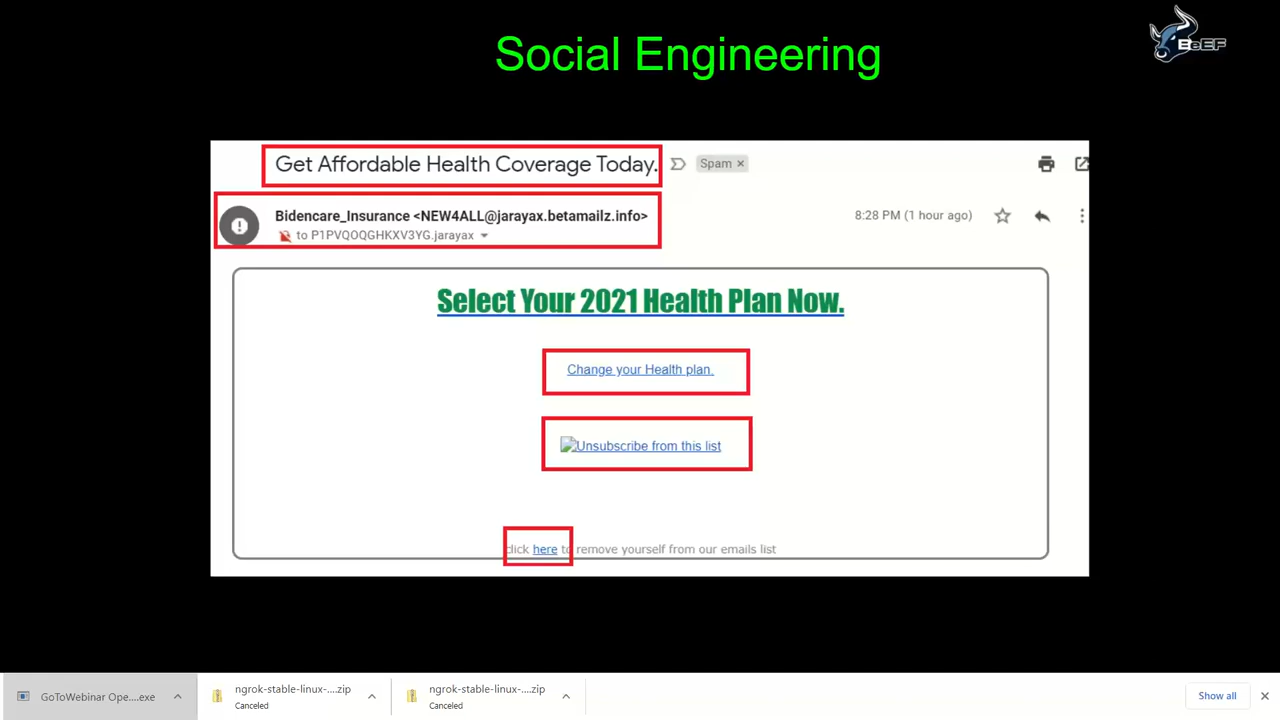 Social Engineering
BeEF
Get Affordable Health Coverage Today.
Spam ×
Bidencare_Insurance <NEW4ALL@jarayax.betamailz.info>
8:28 PM (1 hour ago)
to P1PVQOQGHKXV3YG.jarayax
Select Your 2021 Health Plan Now.
Change your Health plan.
Unsubscribe from this list
click here to remove yourself from our emails list
GoToWebinar Ope....exe
ngrok-stable-linux-....zip
Canceled
ngrok-stable-linux-....zip
Canceled
Show all